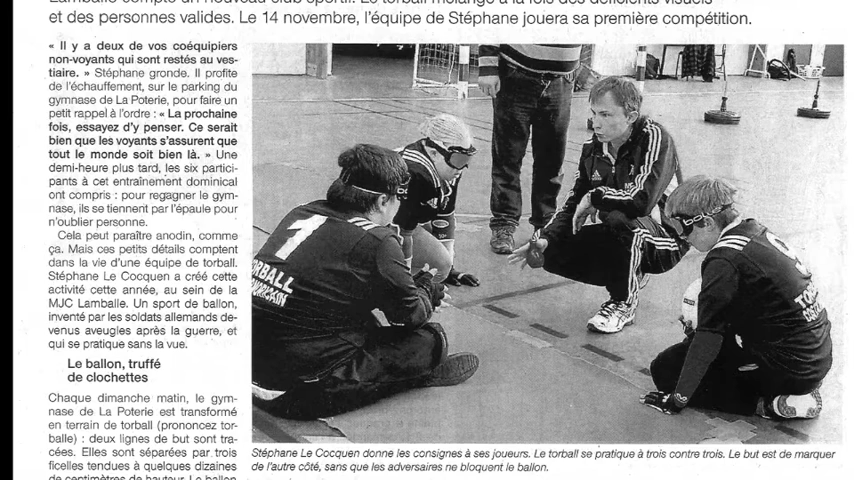 Lamballe compte un nouveau club sportif. Le torball mélange à la fois des déficients visuels
et des personnes valides. Le 14 novembre, l'équipe de Stéphane jouera sa première compétition.
« Il y a deux de vos coéquipiers
non-voyants qui sont restés au ves-
tiaire. » Stéphane gronde. Il profite
de l'échauffement, sur le parking du
gymnase de La Poterie, pour faire un
petit rappel à l'ordre : « La prochaine
fois, essayez d'y penser. Ce serait
bien que les voyants s'assurent que
tout le monde soit bien là. » Une
demi-heure plus tard, les six partici-
pants à cet entraînement dominical
ont compris : pour regagner le gym-
nase, ils se tiennent par l'épaule pour
n'oublier personne.
Cela peut paraître anodin, comme
ça. Mais ces petits détails comptent
dans la vie d'une équipe de torball.
Stéphane Le Cocquen a créé cette
activité cette année, au sein de la
MJC Lamballe. Un sport de ballon,
inventé par les soldats allemands de-
venus aveugles après la guerre, et
qui se pratique sans la vue.
Le ballon, truffé
de clochettes
Chaque dimanche matin, le gym-
nase de La Poterie est transformé
en terrain de torball (prononcez tor-
balle) : deux lignes de but sont tra-
cées. Elles sont séparées par trois
ficelles tendues à quelques dizaines
de centimètres de hauteur. Le ballon
1
TORBALL
9
Stéphane Le Cocquen donne les consignes à ses joueurs. Le torball se pratique à trois contre trois. Le but est de marquer
de l'autre côté, sans que les adversaires ne bloquent le ballon.